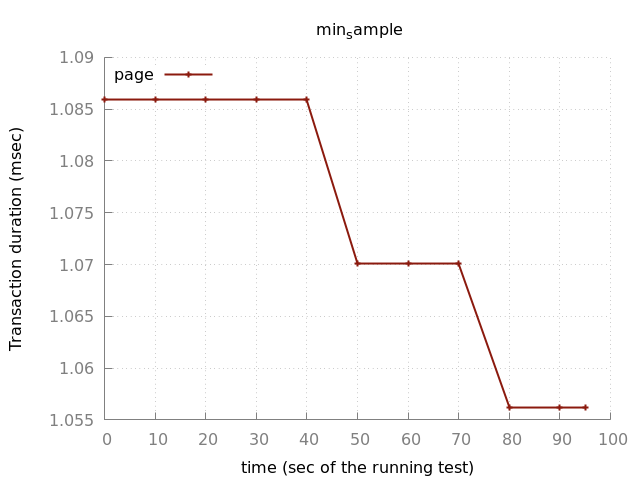 minsample
1.09
page
1.085
1.08
1.075
1.07
1.065
1.06
1.055
Transaction duration (msec)
0 10 20 30 40 50 60 70 80 90 100
time (sec of the running test)